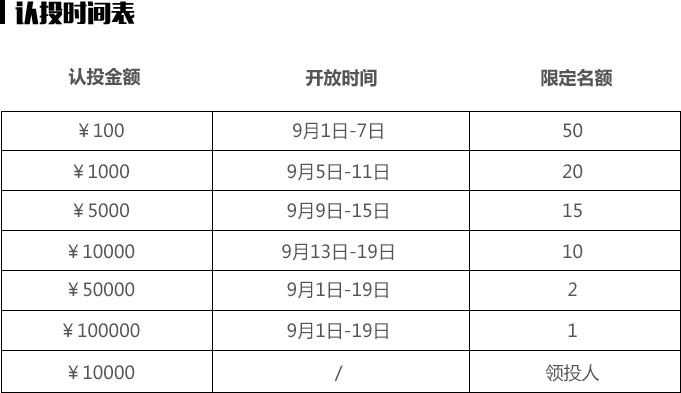 认投时间表
认投金额 开放时间 限定名额
￥100 9月1日-7日 50
￥1000 9月5日-11日 20
￥5000 9月9日-15日 15
￥10000 9月13日-19日 10
￥50000 9月1日-19日 2
￥100000 9月1日-19日 1
￥10000 / 领投人